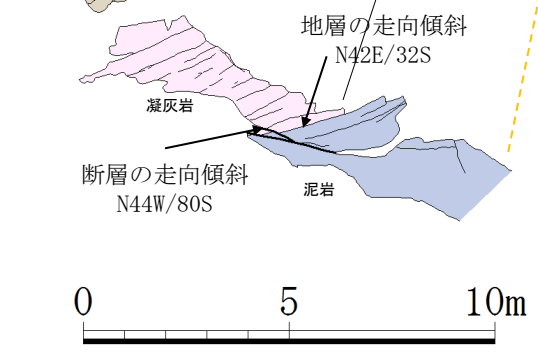 地層の走向傾斜
N42E/32S
凝灰岩
断層の走向傾斜
N44W/80S
泥岩
0 5 10m